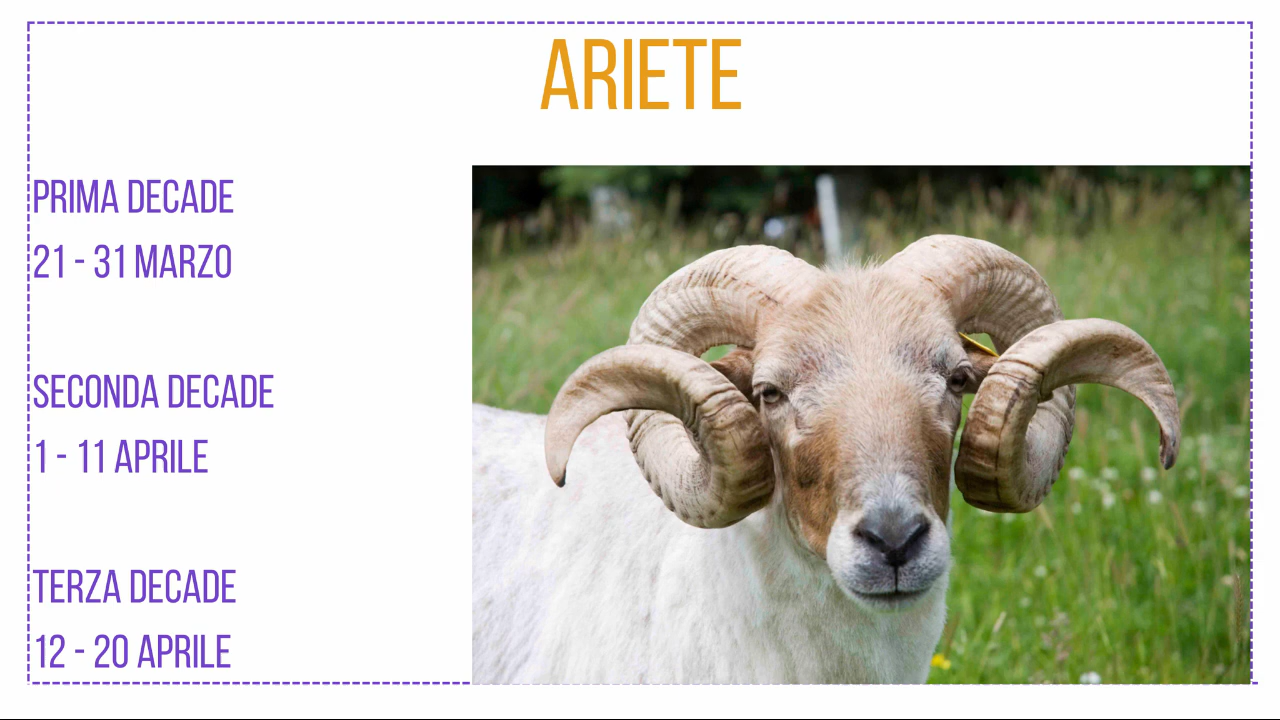 ARIETE
PRIMA DECADE
21 - 31 MARZO
SECONDA DECADE
1 - 11 APRILE
TERZA DECADE
12 - 20 APRILE